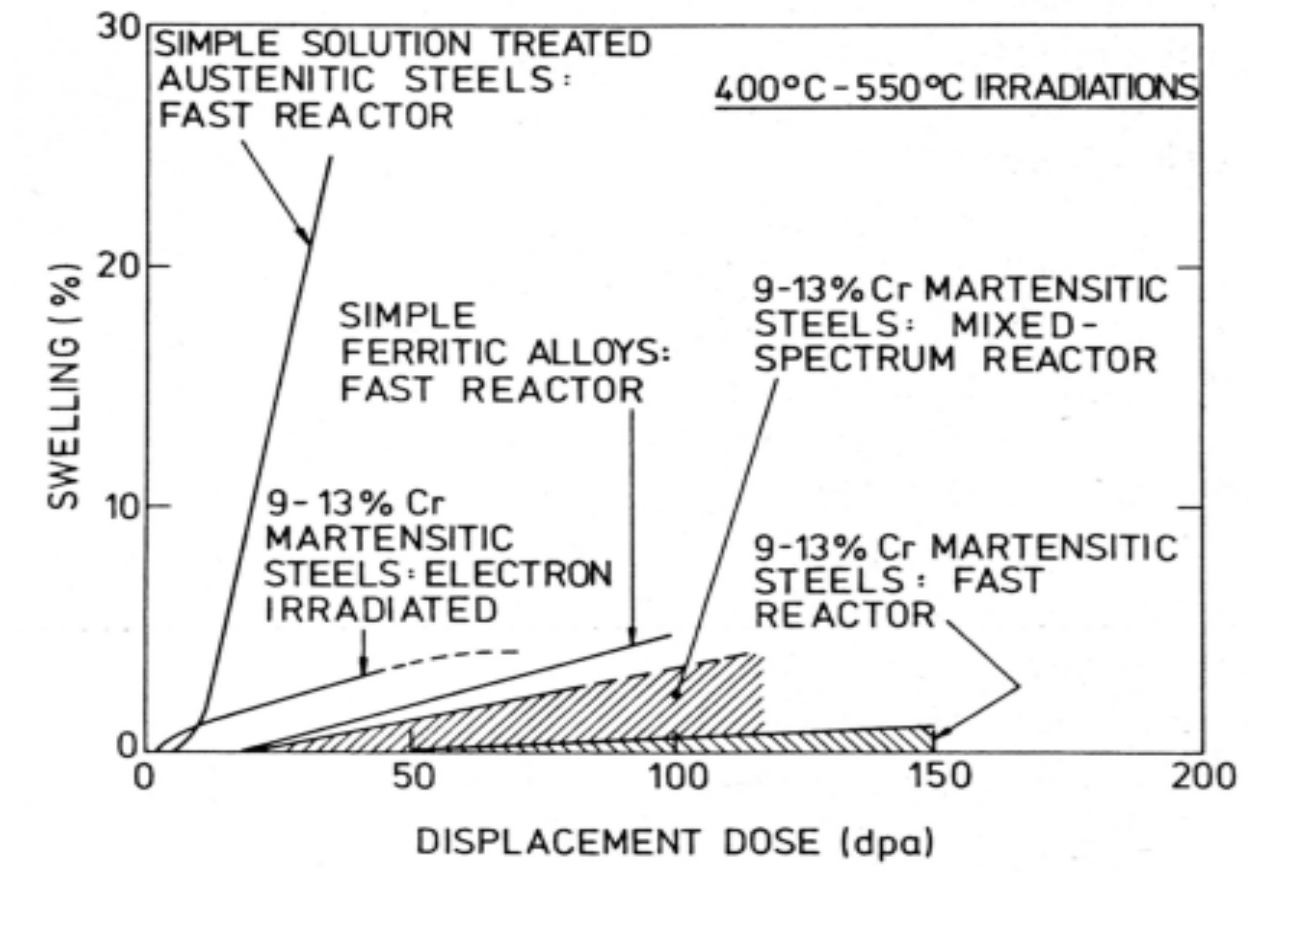 30
SIMPLE SOLUTION TREATED
AUSTENITIC STEELS:
FAST REACTOR
400°C-550°C IRRADIATIONS
20
SWELLING (%)
SIMPLE
FERRITIC ALLOYS:
FAST REACTOR
9-13% Cr MARTENSITIC
STEELS: MIXED-
SPECTRUM REACTOR
10
9-13% Cr
MARTENSITIC
STEELS: ELECTRON
IRRADIATED
9-13% Cr MARTENSITIC
STEELS: FAST
REACTOR
0
0 50 100 150 200
DISPLACEMENT DOSE (dpa)